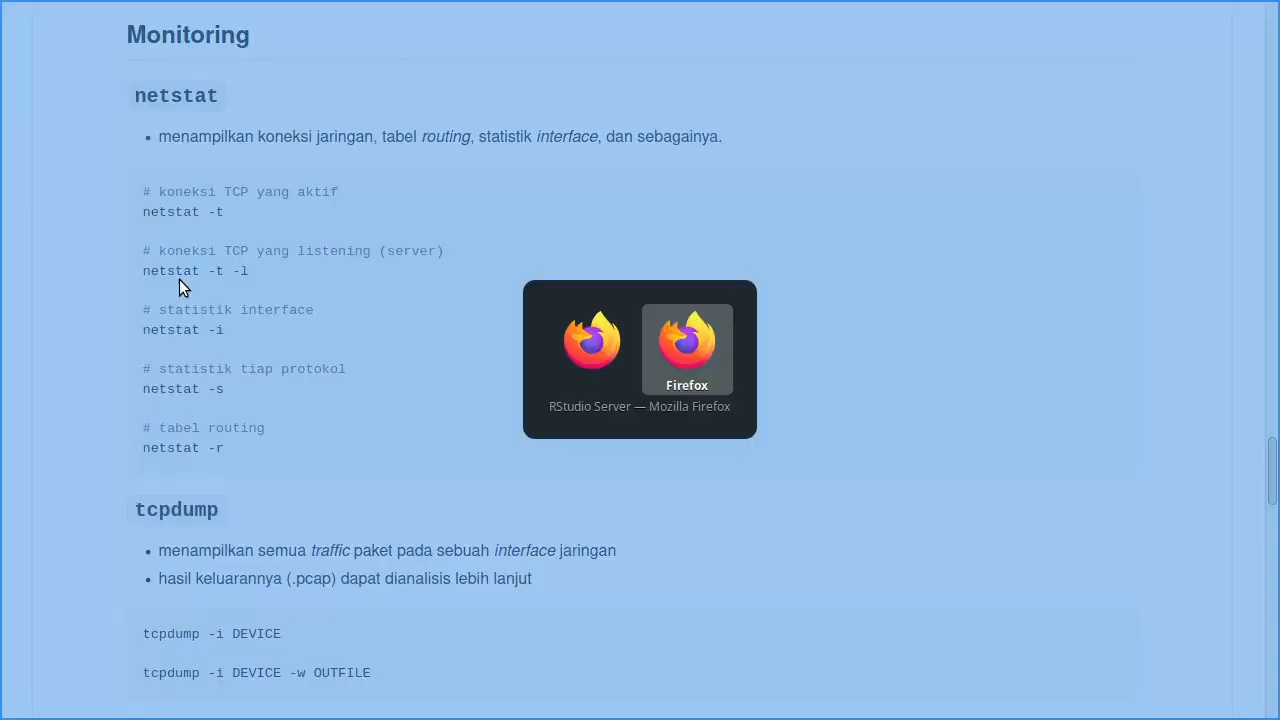 Monitoring
netstat
menampilkan koneksi jaringan, tabel routing, statistik interface, dan sebagainya.
# koneksi TCP yang aktif
netstat -t
# koneksi TCP yang listening (server)
netstat -t -l
# statistik interface
netstat -i
# statistik tiap protokol
netstat -s
# tabel routing
netstat -r
Firefox
RStudio Server — Mozilla Firefox
tcpdump
menampilkan semua traffic paket pada sebuah interface jaringan
hasil keluarannya (.pcap) dapat dianalisis lebih lanjut
tcpdump -i DEVICE
tcpdump -i DEVICE -w OUTFILE